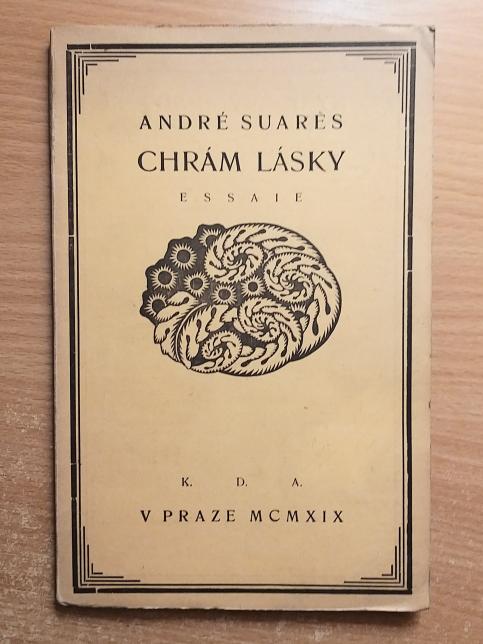 ANDRÉ SUARÈS
CHRÁM LÁSKY
ESSAIE
K. D. A.
V PRAZE MCMXIX